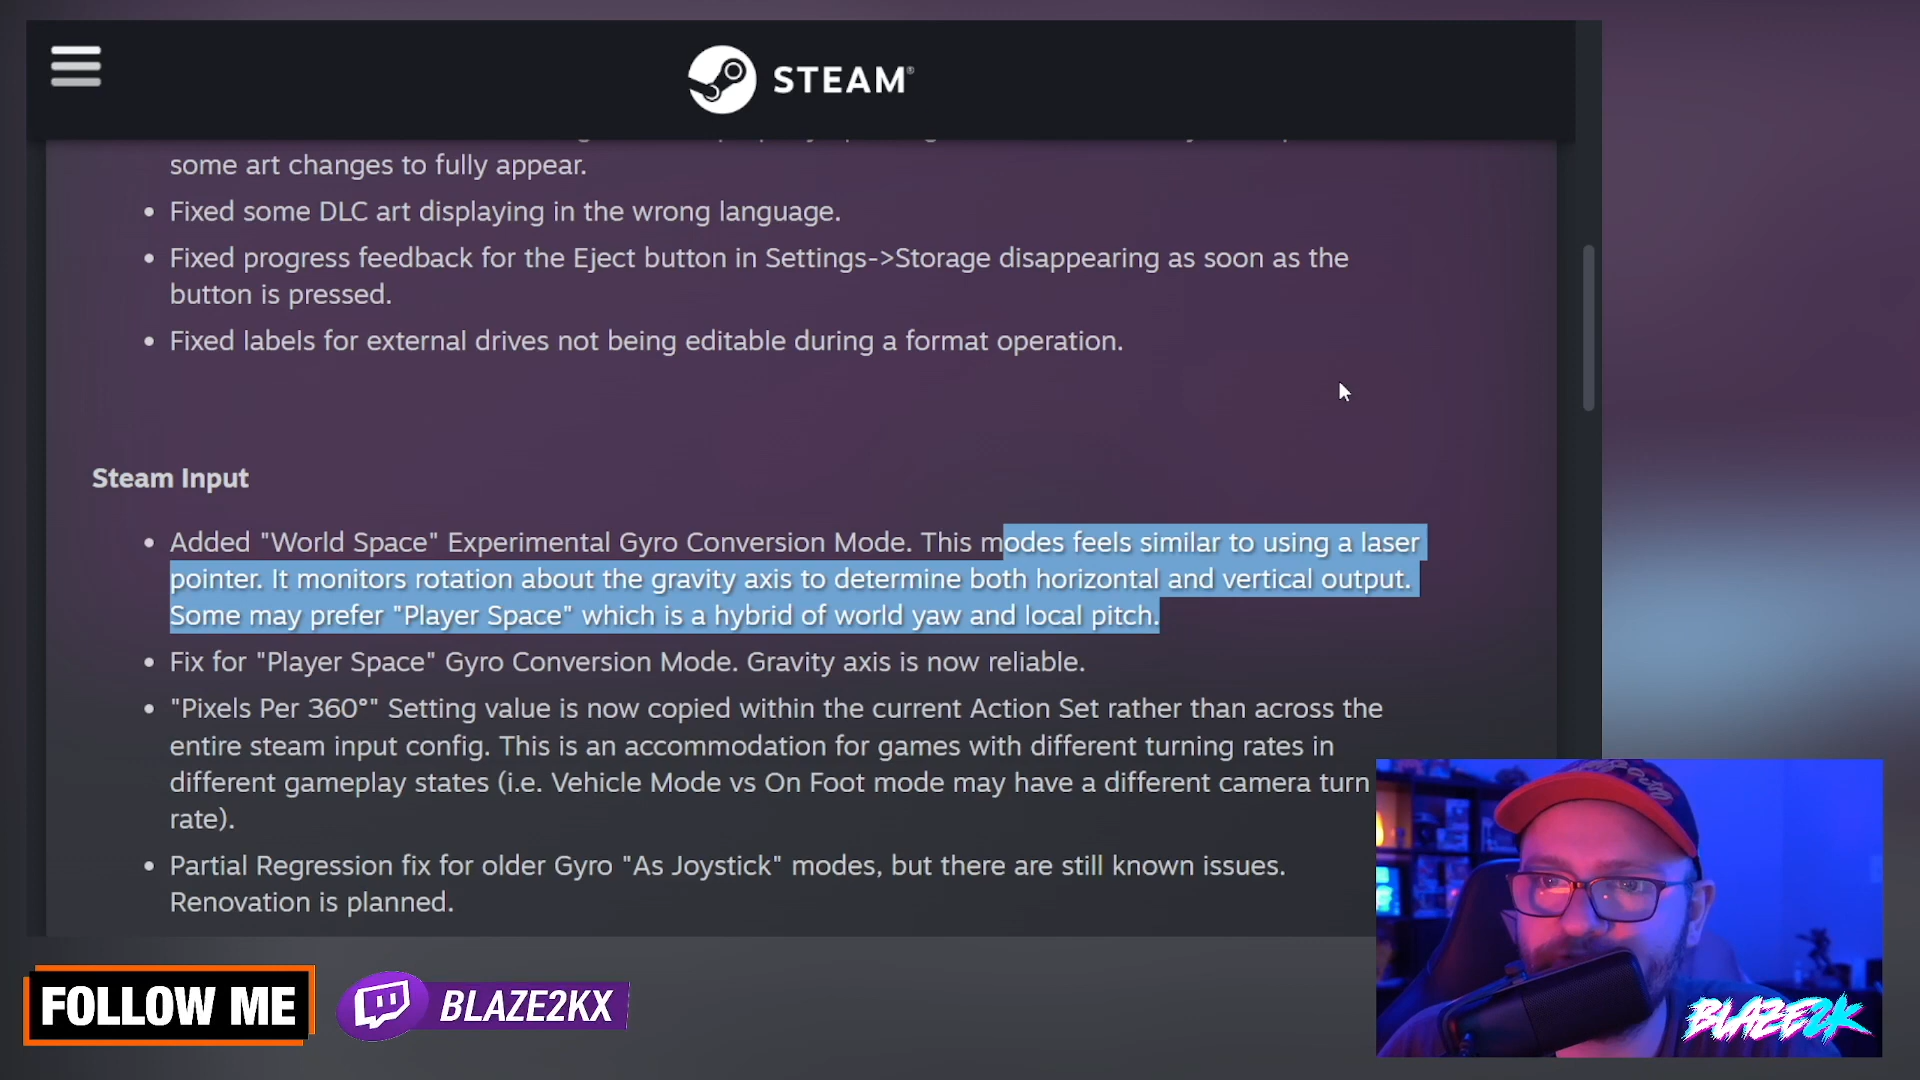 STEAM®
some art changes to fully appear.
• Fixed some DLC art displaying in the wrong language.
• Fixed progress feedback for the Eject button in Settings->Storage disappearing as soon as the
button is pressed.
• Fixed labels for external drives not being editable during a format operation.
Steam Input
• Added "World Space" Experimental Gyro Conversion Mode. This modes feels similar to using a laser
pointer. It monitors rotation about the gravity axis to determine both horizontal and vertical output.
Some may prefer "Player Space" which is a hybrid of world yaw and local pitch.
• Fix for "Player Space" Gyro Conversion Mode. Gravity axis is now reliable.
• "Pixels Per 360°" Setting value is now copied within the current Action Set rather than across the
entire steam input config. This is an accommodation for games with different turning rates in
different gameplay states (i.e. Vehicle Mode vs On Foot mode may have a different camera turn
rate).
• Partial Regression fix for older Gyro "As Joystick" modes, but there are still known issues.
Renovation is planned.
FOLLOW ME
BLAZE2KX
BLAZE2K